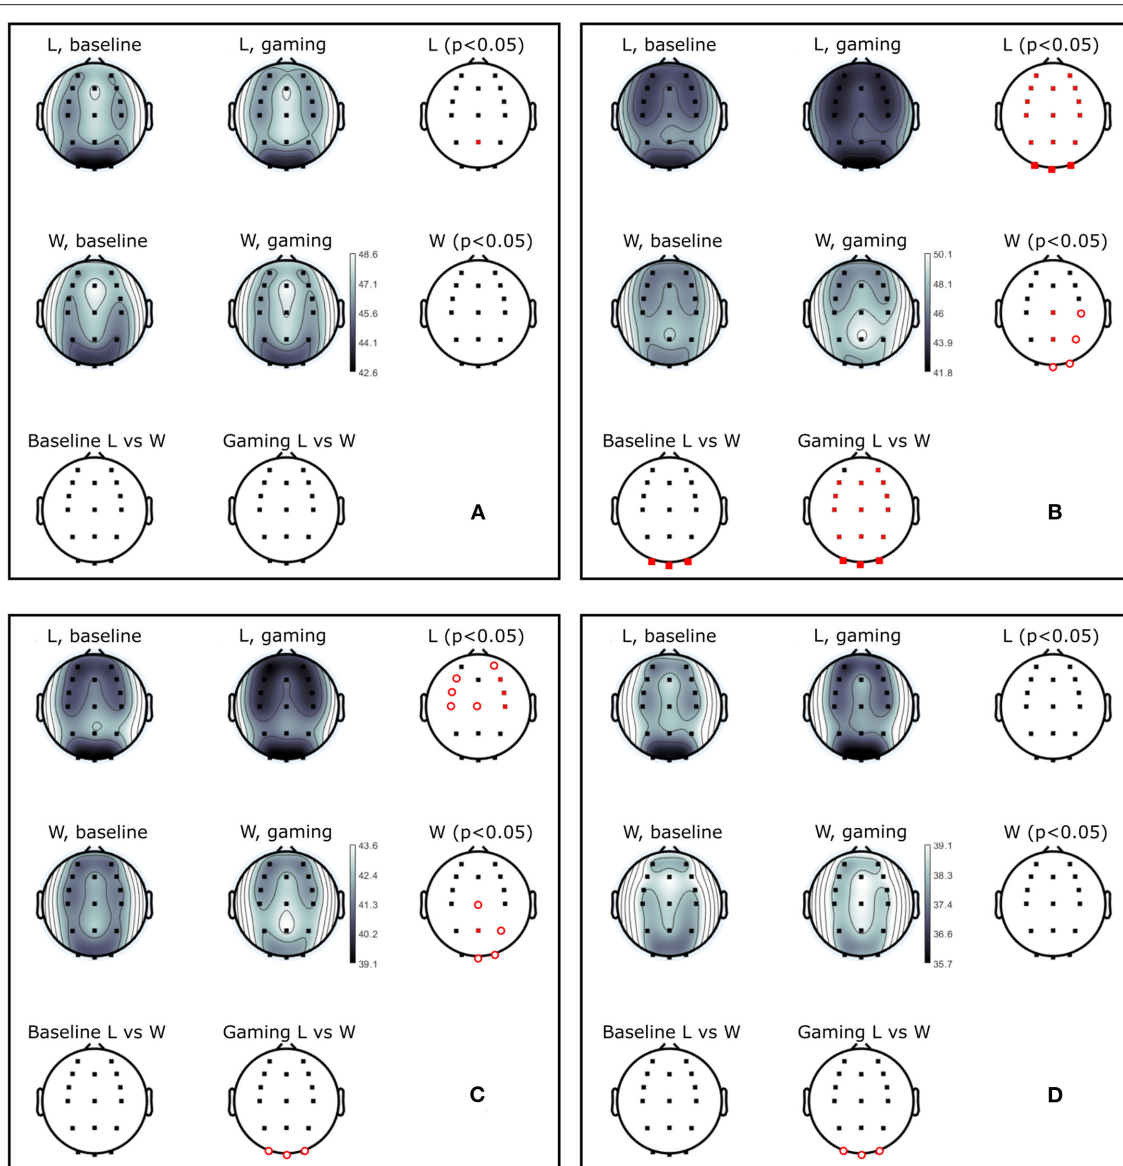 L, baseline L, gaming L (p<0.05)
W, baseline W, gaming W (p<0.05)
48.6
47.1
45.6
44.1
42.6
Baseline L vs W Gaming L vs W
A
L, baseline L, gaming L (p<0.05)
W, baseline W, gaming W (p<0.05)
50.1
48.1
46
43.9
41.8
Baseline L vs W Gaming L vs W
B
L, baseline L, gaming L (p<0.05)
W, baseline W, gaming W (p<0.05)
43.6
42.4
41.3
40.2
39.1
Baseline L vs W Gaming L vs W
C
L, baseline L, gaming L (p<0.05)
W, baseline W, gaming W (p<0.05)
39.1
38.3
37.4
36.6
35.7
Baseline L vs W Gaming L vs W
D